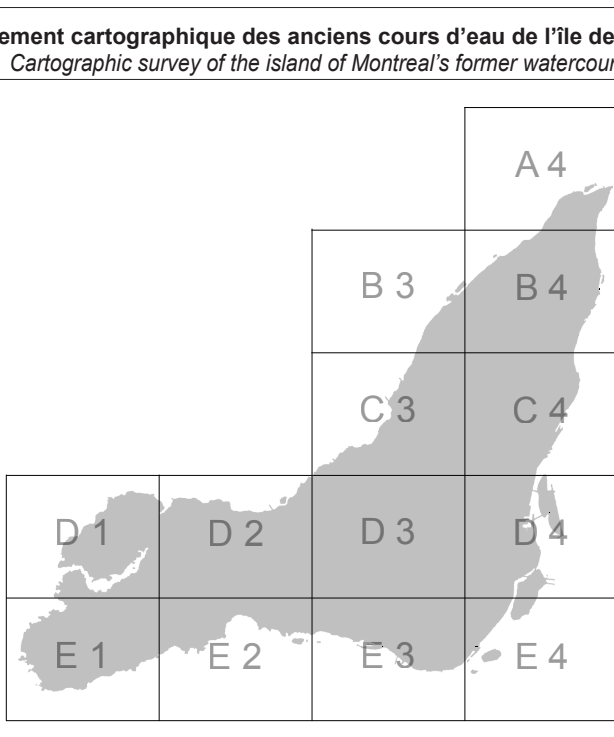 ement cartographique des anciens cours d'eau de l'île de
Cartographic survey of the island of Montreal's former watercour
A 4
B 3 B 4
C 3 C 4
D 1 D 2 D 3 D 4
E 1 E 2 E 3 E 4